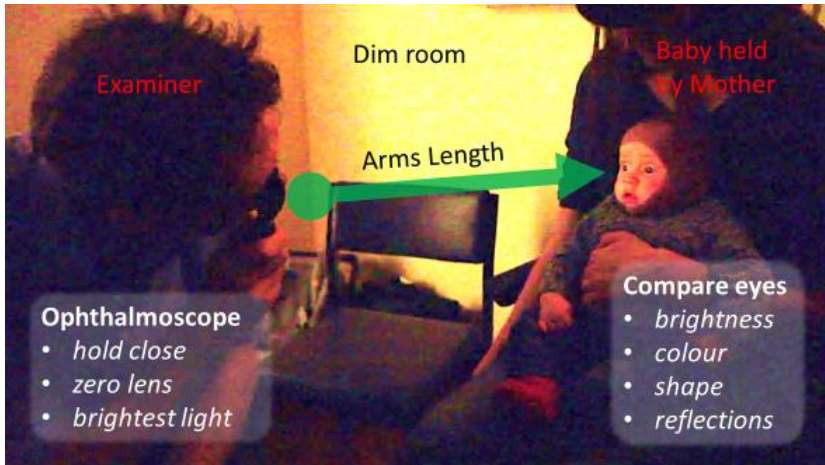 Examiner
Dim room
Baby held
by Mother
Arms Length
Ophthalmoscope
• hold close
• zero lens
• brightest light
Compare eyes
• brightness
• colour
• shape
• reflections